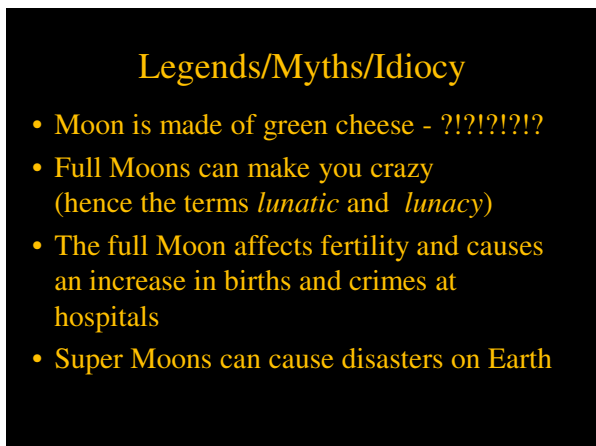 Legends/Myths/Idiocy
• Moon is made of green cheese - ?!?!?!?!?
• Full Moons can make you crazy
(hence the terms lunatic and  lunacy)
• The full Moon affects fertility and causes
an increase in births and crimes at
hospitals
• Super Moons can cause disasters on Earth